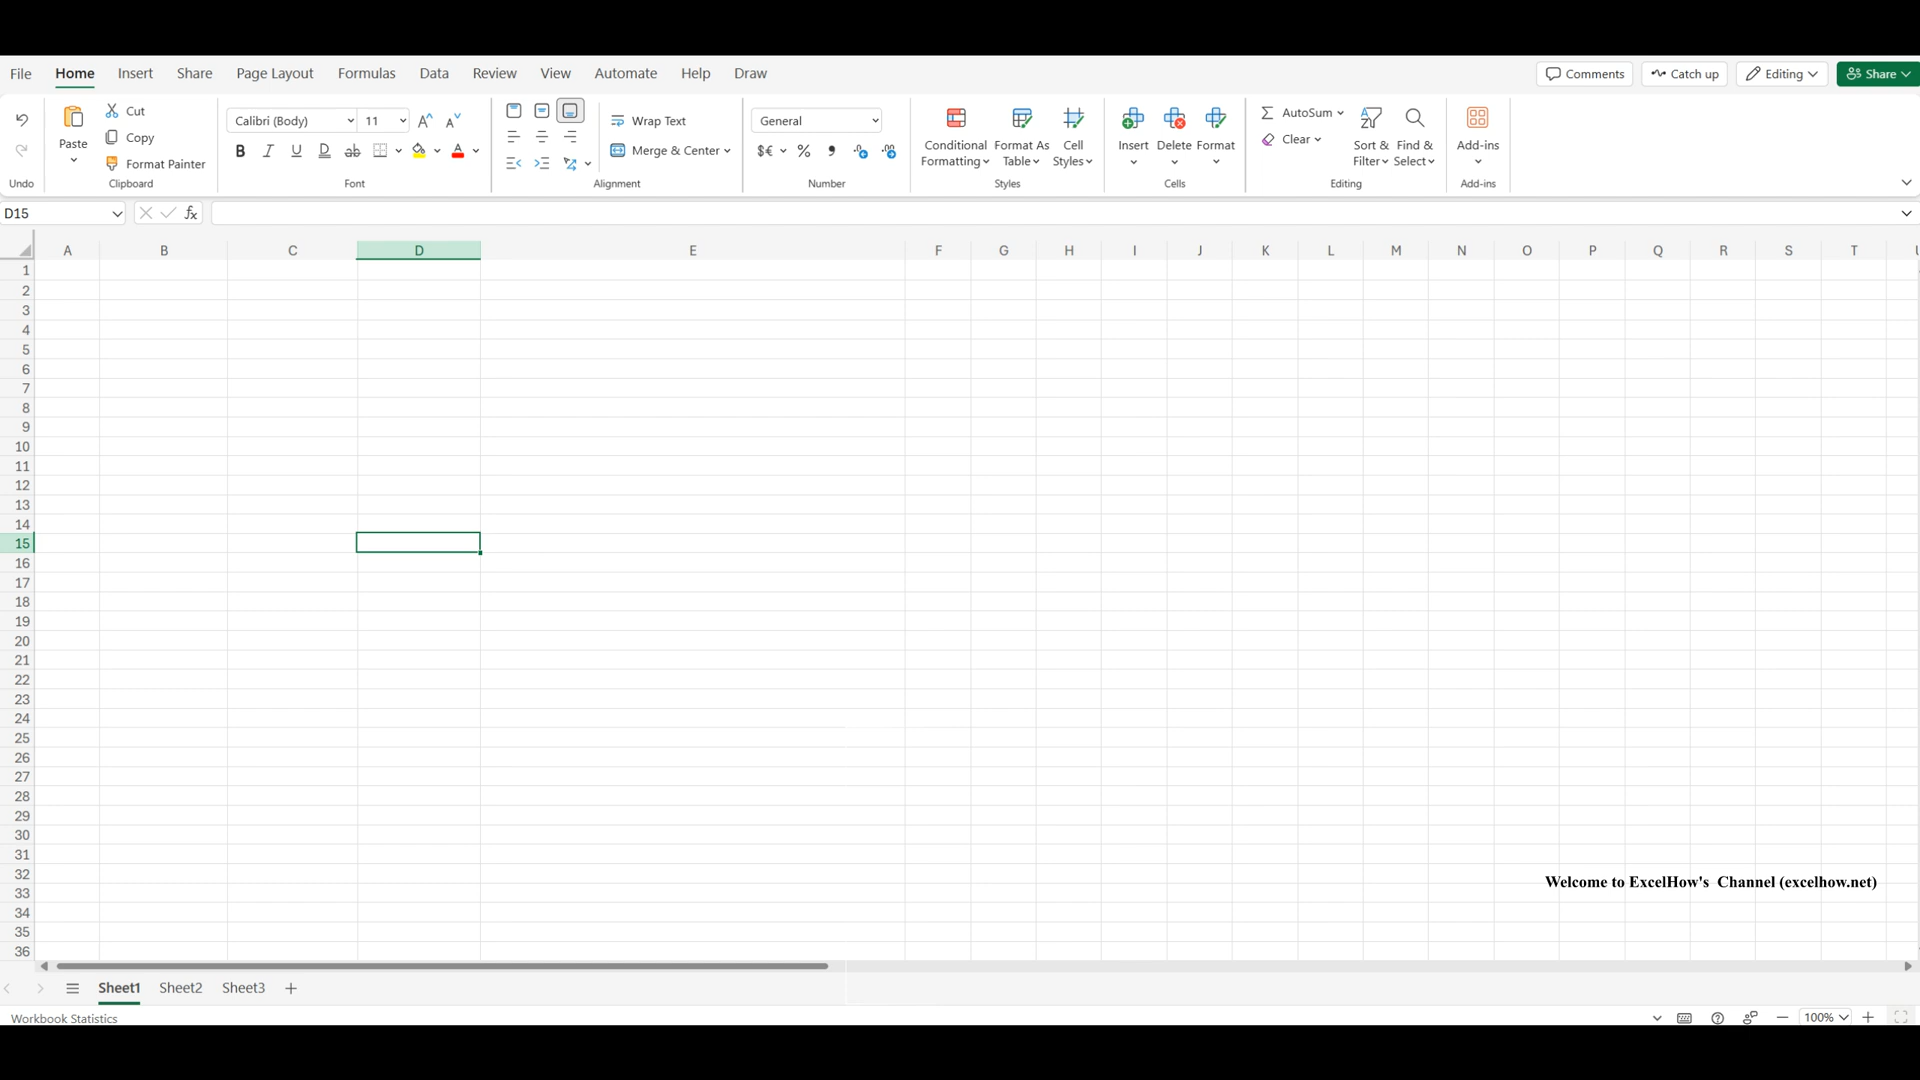 File Home Insert Share Page Layout Formulas Data Review View Automate Help Draw Comments Catch up Editing Share
Cut
Copy
Format Painter
Paste
Undo
Clipboard
Calibri (Body) 11
B I U D ab A
Font
Wrap Text
Merge & Center
Alignment
General
$€ % 9
Number
Conditional Formatting
Format As Table
Cell Styles
Styles
Insert
Delete
Format
Cells
AutoSum
Clear
Sort & Filter
Find & Select
Editing
Add-ins
Add-ins
D15
fx
A B C D E F G H I J K L M N O P Q R S T
1
2
3
4
5
6
7
8
9
10
11
12
13
14
15
16
17
18
19
20
21
22
23
24
25
26
27
28
29
30
31
32
33
34
35
36
Welcome to ExcelHow's Channel (excelhow.net)
Sheet1 Sheet2 Sheet3 +
Workbook Statistics
100%